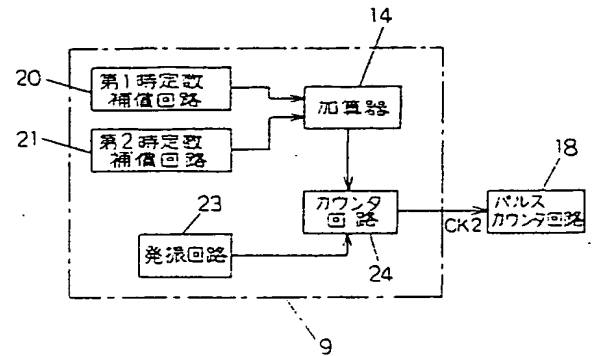 14
20
第1時定数
補償回路
加算器
21
第2時定数
補償回路
18
23
カウンタ
回路
パルス
カウンタ回路
CK2
発振回路
24
9